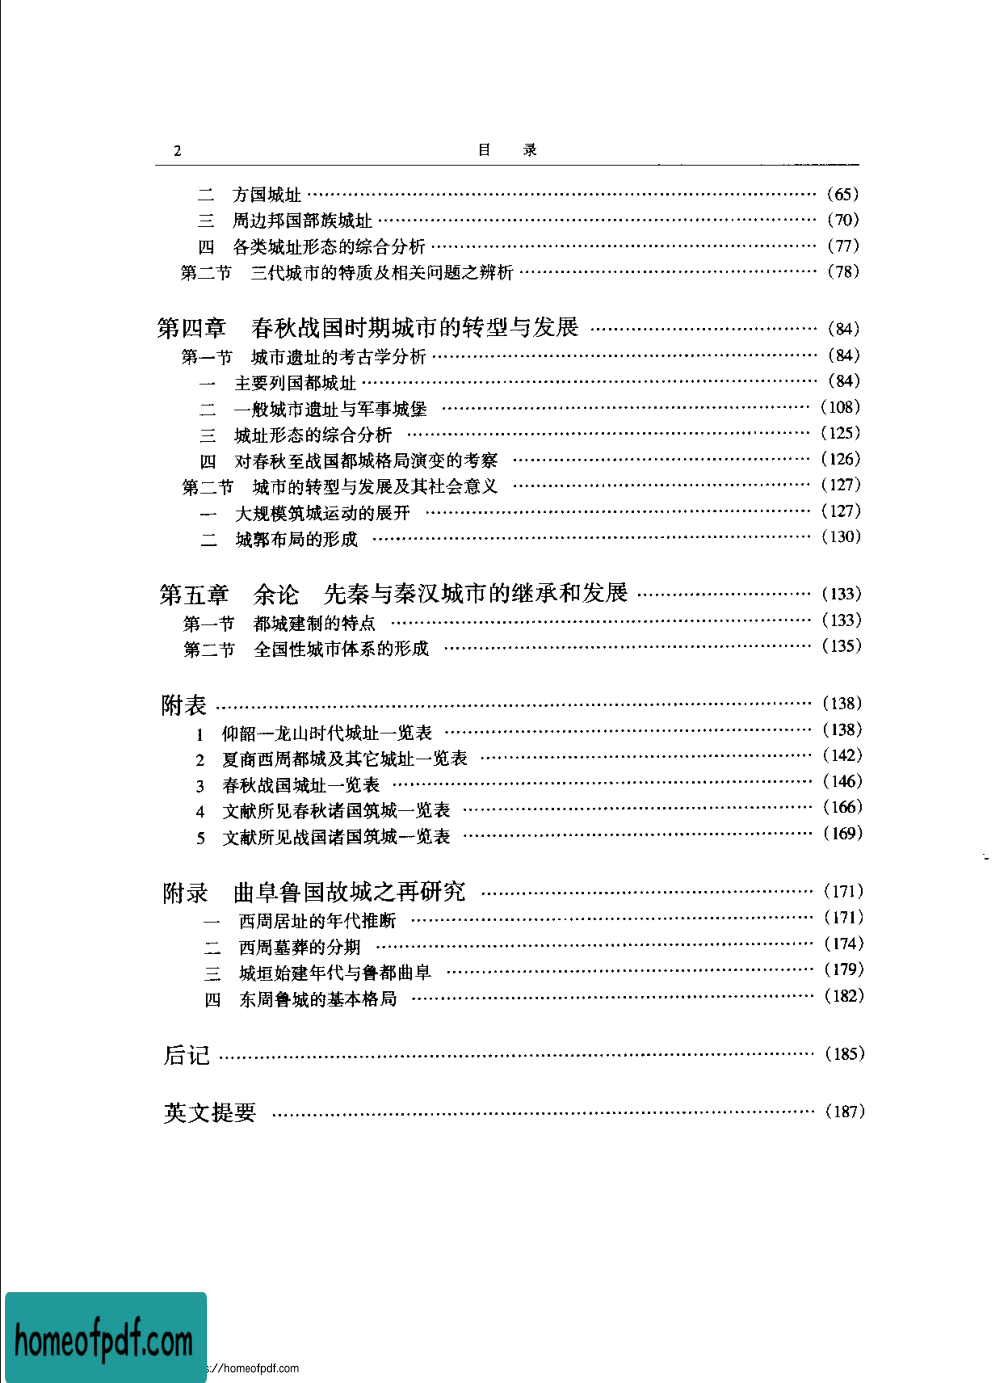 2 目 录
二 方国城址 …… (65)
三 周边邦国部族城址 …… (70)
四 各类城址形态的综合分析 …… (77)
第二节 三代城市的特质及相关问题之辨析 …… (78)
第四章 春秋战国时期城市的转型与发展 …… (84)
第一节 城市遗址的考古学分析 …… (84)
一 主要列国都城址 …… (84)
二 一般城市遗址与军事城堡 …… (108)
三 城址形态的综合分析 …… (125)
四 对春秋至战国都城格局演变的考察 …… (126)
第二节 城市的转型与发展及其社会意义 …… (127)
一 大规模筑城运动的展开 …… (127)
二 城郭布局的形成 …… (130)
第五章 余论 先秦与秦汉城市的继承和发展 …… (133)
第一节 都城建制的特点 …… (133)
第二节 全国性城市体系的形成 …… (135)
附表 …… (138)
1 仰韶—龙山时代城址一览表 …… (138)
2 夏商西周都城及其它城址一览表 …… (142)
3 春秋战国城址一览表 …… (146)
4 文献所见春秋诸国筑城一览表 …… (166)
5 文献所见战国诸国筑城一览表 …… (169)
附录 曲阜鲁国故城之再研究 …… (171)
一 西周居址的年代推断 …… (171)
二 西周墓葬的分期 …… (174)
三 城垣始建年代与鲁都曲阜 …… (179)
四 东周鲁城的基本格局 …… (182)
后记 …… (185)
英文提要 …… (187)
homeofpdf.com
s://homeofpdf.com